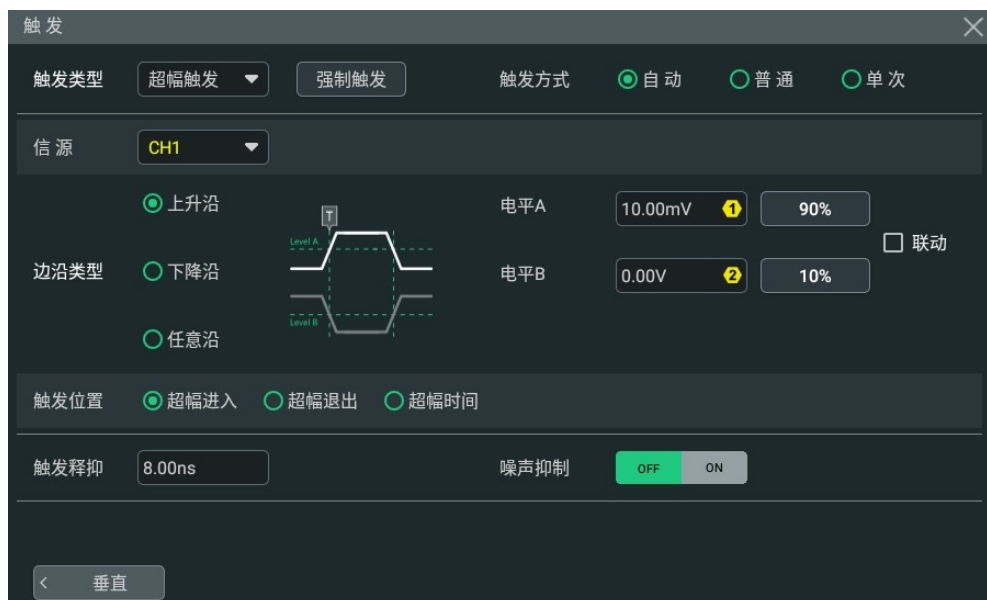 触 发
触发类型 超幅触发 强制触发 触发方式 自 动 普 通 单 次
信 源 CH1
上升沿 T 电平A 10.00mV 1 90%
Level A
联动
边沿类型 下降沿 电平B 0.00V 2 10%
Level B
任意沿
触发位置 超幅进入 超幅退出 超幅时间
触发释抑 8.00ns 噪声抑制 OFF ON
< 垂直